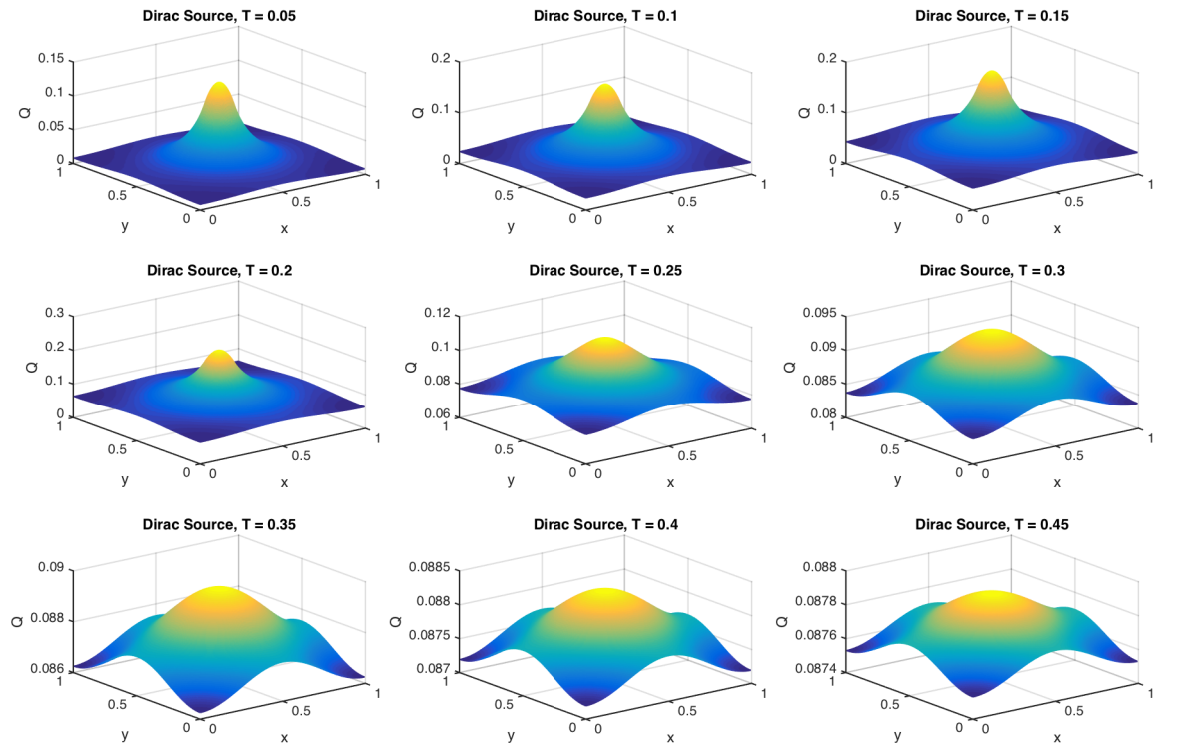 Dirac Source, T = 0.05
0.15
0.1
0.05
0
Q
1
0.5
0
y
0
0.5
1
x
Dirac Source, T = 0.1
0.2
0.1
0
Q
1
0.5
0
y
0
0.5
1
x
Dirac Source, T = 0.15
0.2
0.1
0
Q
1
0.5
0
y
0
0.5
1
x
Dirac Source, T = 0.2
0.3
0.2
0.1
0
Q
1
0.5
0
y
0
0.5
1
x
Dirac Source, T = 0.25
0.12
0.1
0.08
0.06
Q
1
0.5
0
y
0
0.5
1
x
Dirac Source, T = 0.3
0.095
0.09
0.085
0.08
Q
1
0.5
0
y
0
0.5
1
x
Dirac Source, T = 0.35
0.09
0.088
0.086
Q
1
0.5
0
y
0
0.5
1
x
Dirac Source, T = 0.4
0.0885
0.088
0.0875
0.087
Q
1
0.5
0
y
0
0.5
1
x
Dirac Source, T = 0.45
0.088
0.0878
0.0876
0.0874
Q
1
0.5
0
y
0
0.5
1
x